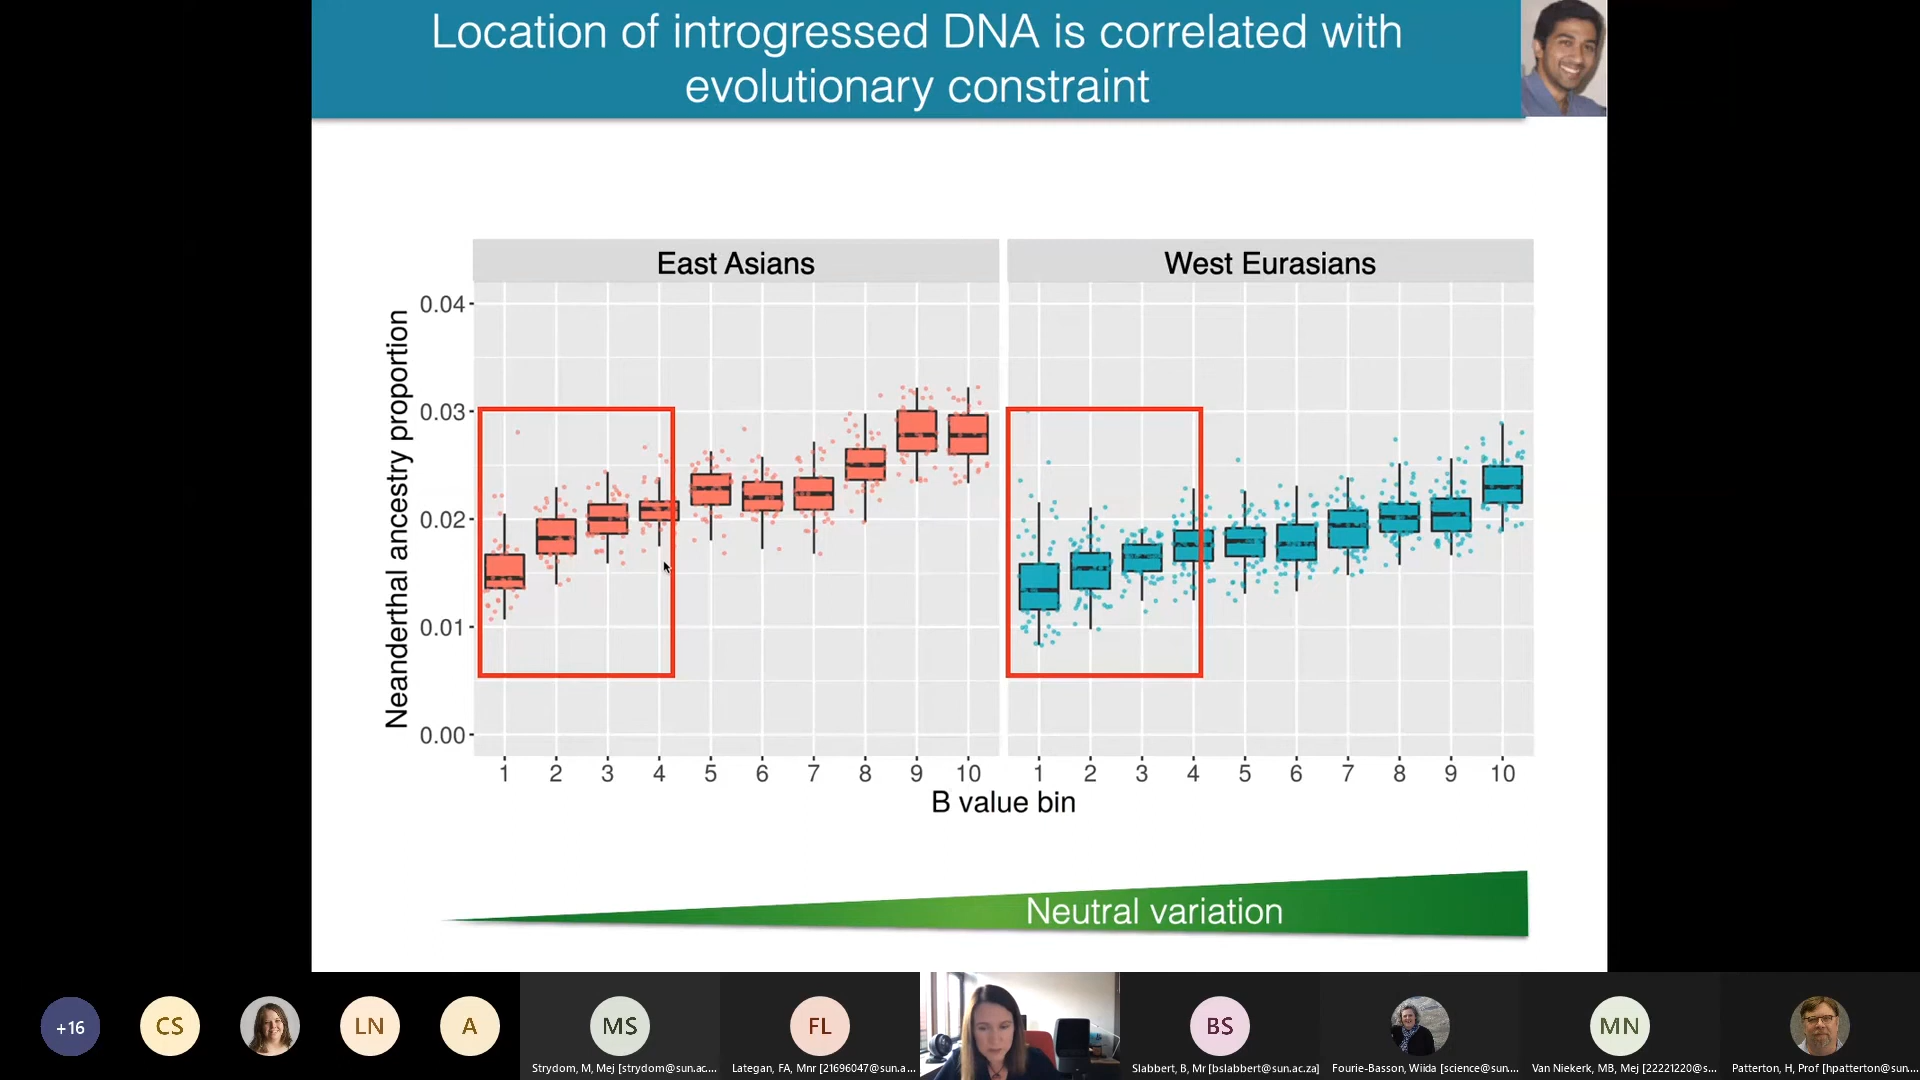 Location of introgressed DNA is correlated with
evolutionary constraint
East Asians
West Eurasians
Neanderthal ancestry proportion
0.04
0.03
0.02
0.01
0.00
1 2 3 4 5 6 7 8 9 10
1 2 3 4 5 6 7 8 9 10
B value bin
Neutral variation
+16
CS
LN
A
MS
FL
BS
MN
Strydom, M, Mej [strydom@sun.ac....
Lategan, FA, Mnr [21696047@sun.a...
Slabbert, B, Mr [bslabbert@sun.ac.za]
Fourie-Basson, Wiida [science@sun....
Van Niekerk, MB, Mej [22221220@s...
Patterton, H, Prof [hpatterton@sun....